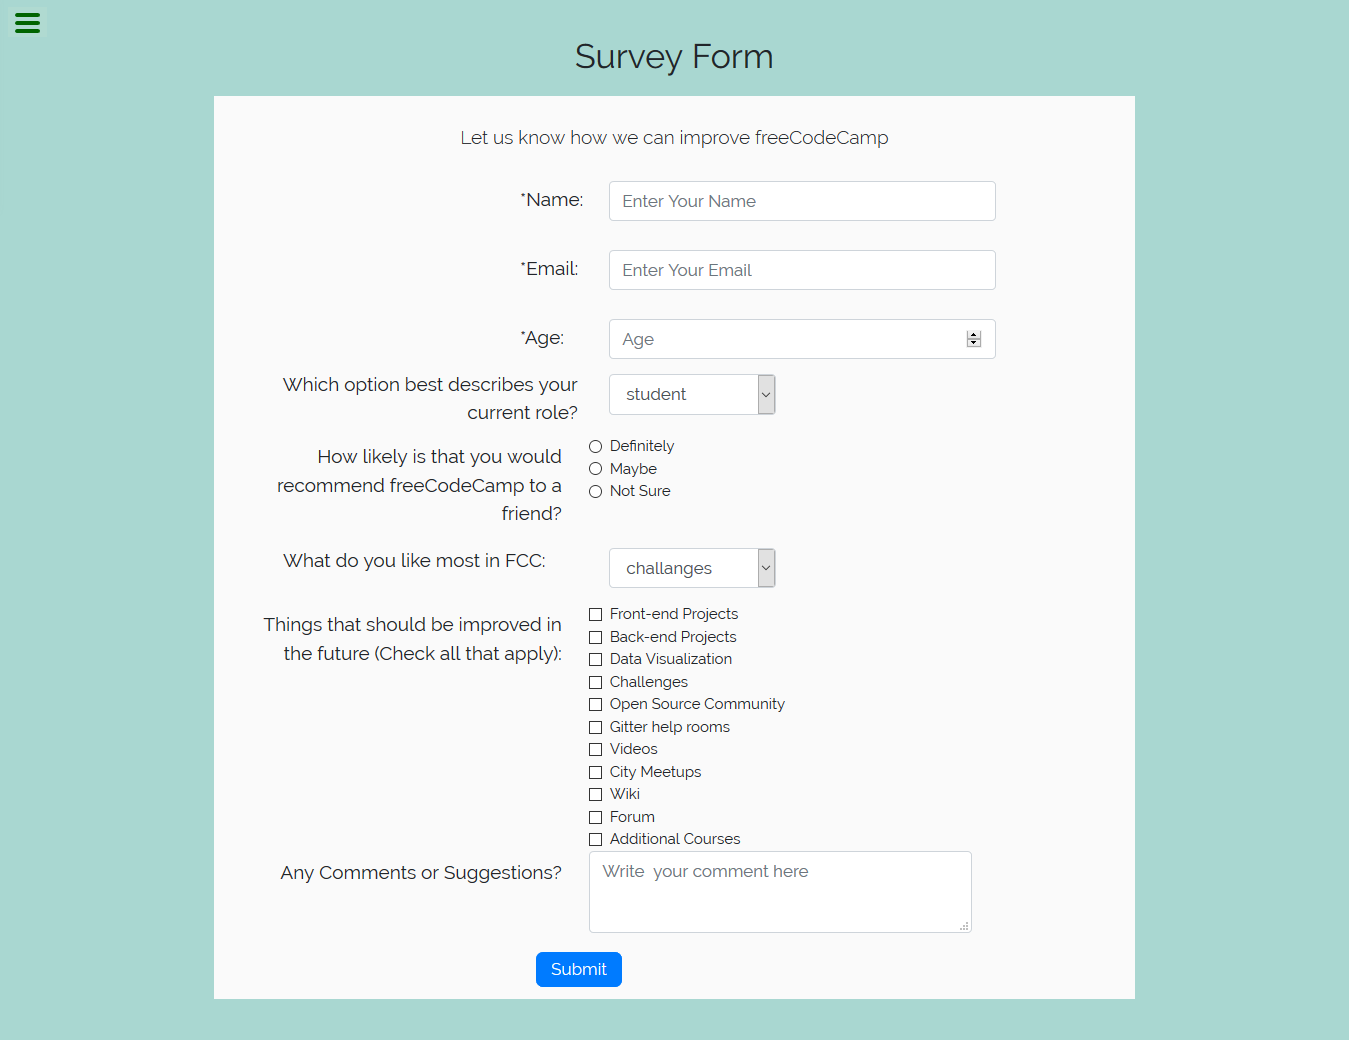 Survey Form
Let us know how we can improve freeCodeCamp
*Name:
Enter Your Name
*Email:
Enter Your Email
*Age:
Age
Which option best describes your
current role?
student
How likely is that you would
recommend freeCodeCamp to a
friend?
Definitely
Maybe
Not Sure
What do you like most in FCC:
challanges
Things that should be improved in
the future (Check all that apply):
Front-end Projects
Back-end Projects
Data Visualization
Challenges
Open Source Community
Gitter help rooms
Videos
City Meetups
Wiki
Forum
Additional Courses
Any Comments or Suggestions?
Write  your comment here
Submit